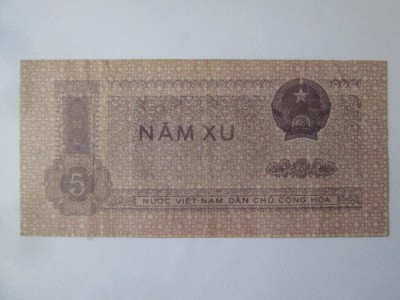 NĂM XU
5
NƯỚC VIỆT-NAM DÂN CHỦ CỘNG HÒA